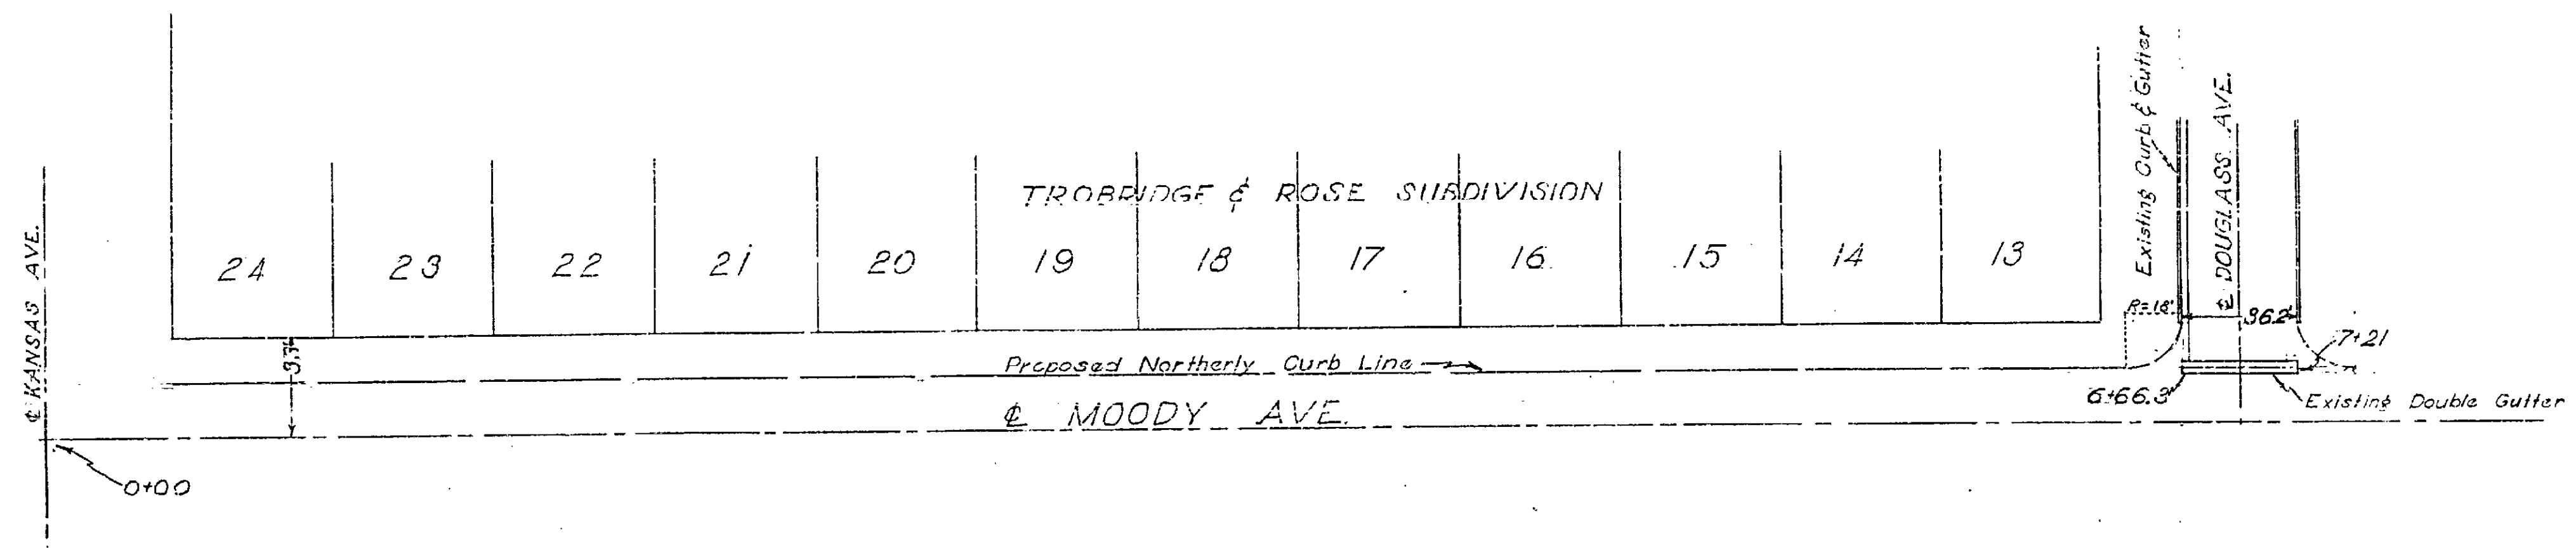 TROBRIDGE & ROSE SUBDIVISION
24 23 22 21 20 19 18 17 16 15 14 13
℄ KANSAS AVE.
Existing Curb & Gutter
℄ DOUGLASS AVE.
R=18'
36.2'
33'
Proposed Northerly Curb Line
7+21
6+66.3
Existing Double Gutter
℄ MOODY AVE.
0+00